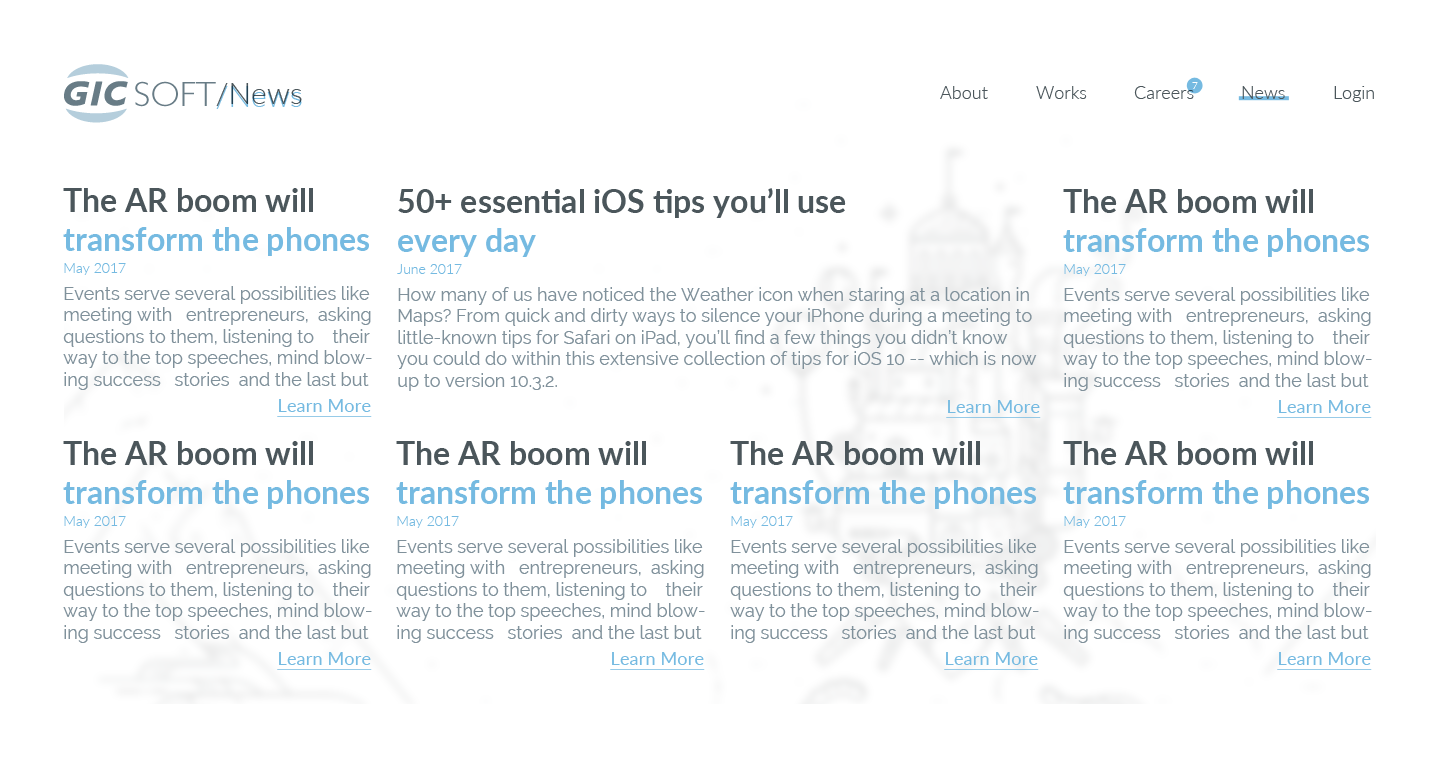 GIC SOFT/News
About Works Careers 7 News Login
The AR boom will
transform the phones
May 2017
Events serve several possibilities like
meeting with entrepreneurs, asking
questions to them, listening to their
way to the top speeches, mind blow-
ing success stories and the last but
Learn More
50+ essential iOS tips you’ll use
every day
June 2017
How many of us have noticed the Weather icon when staring at a location in
Maps? From quick and dirty ways to silence your iPhone during a meeting to
little-known tips for Safari on iPad, you’ll find a few things you didn’t know
you could do within this extensive collection of tips for iOS 10 -- which is now
up to version 10.3.2.
Learn More
The AR boom will
transform the phones
May 2017
Events serve several possibilities like
meeting with entrepreneurs, asking
questions to them, listening to their
way to the top speeches, mind blow-
ing success stories and the last but
Learn More
The AR boom will
transform the phones
May 2017
Events serve several possibilities like
meeting with entrepreneurs, asking
questions to them, listening to their
way to the top speeches, mind blow-
ing success stories and the last but
Learn More
The AR boom will
transform the phones
May 2017
Events serve several possibilities like
meeting with entrepreneurs, asking
questions to them, listening to their
way to the top speeches, mind blow-
ing success stories and the last but
Learn More
The AR boom will
transform the phones
May 2017
Events serve several possibilities like
meeting with entrepreneurs, asking
questions to them, listening to their
way to the top speeches, mind blow-
ing success stories and the last but
Learn More
The AR boom will
transform the phones
May 2017
Events serve several possibilities like
meeting with entrepreneurs, asking
questions to them, listening to their
way to the top speeches, mind blow-
ing success stories and the last but
Learn More